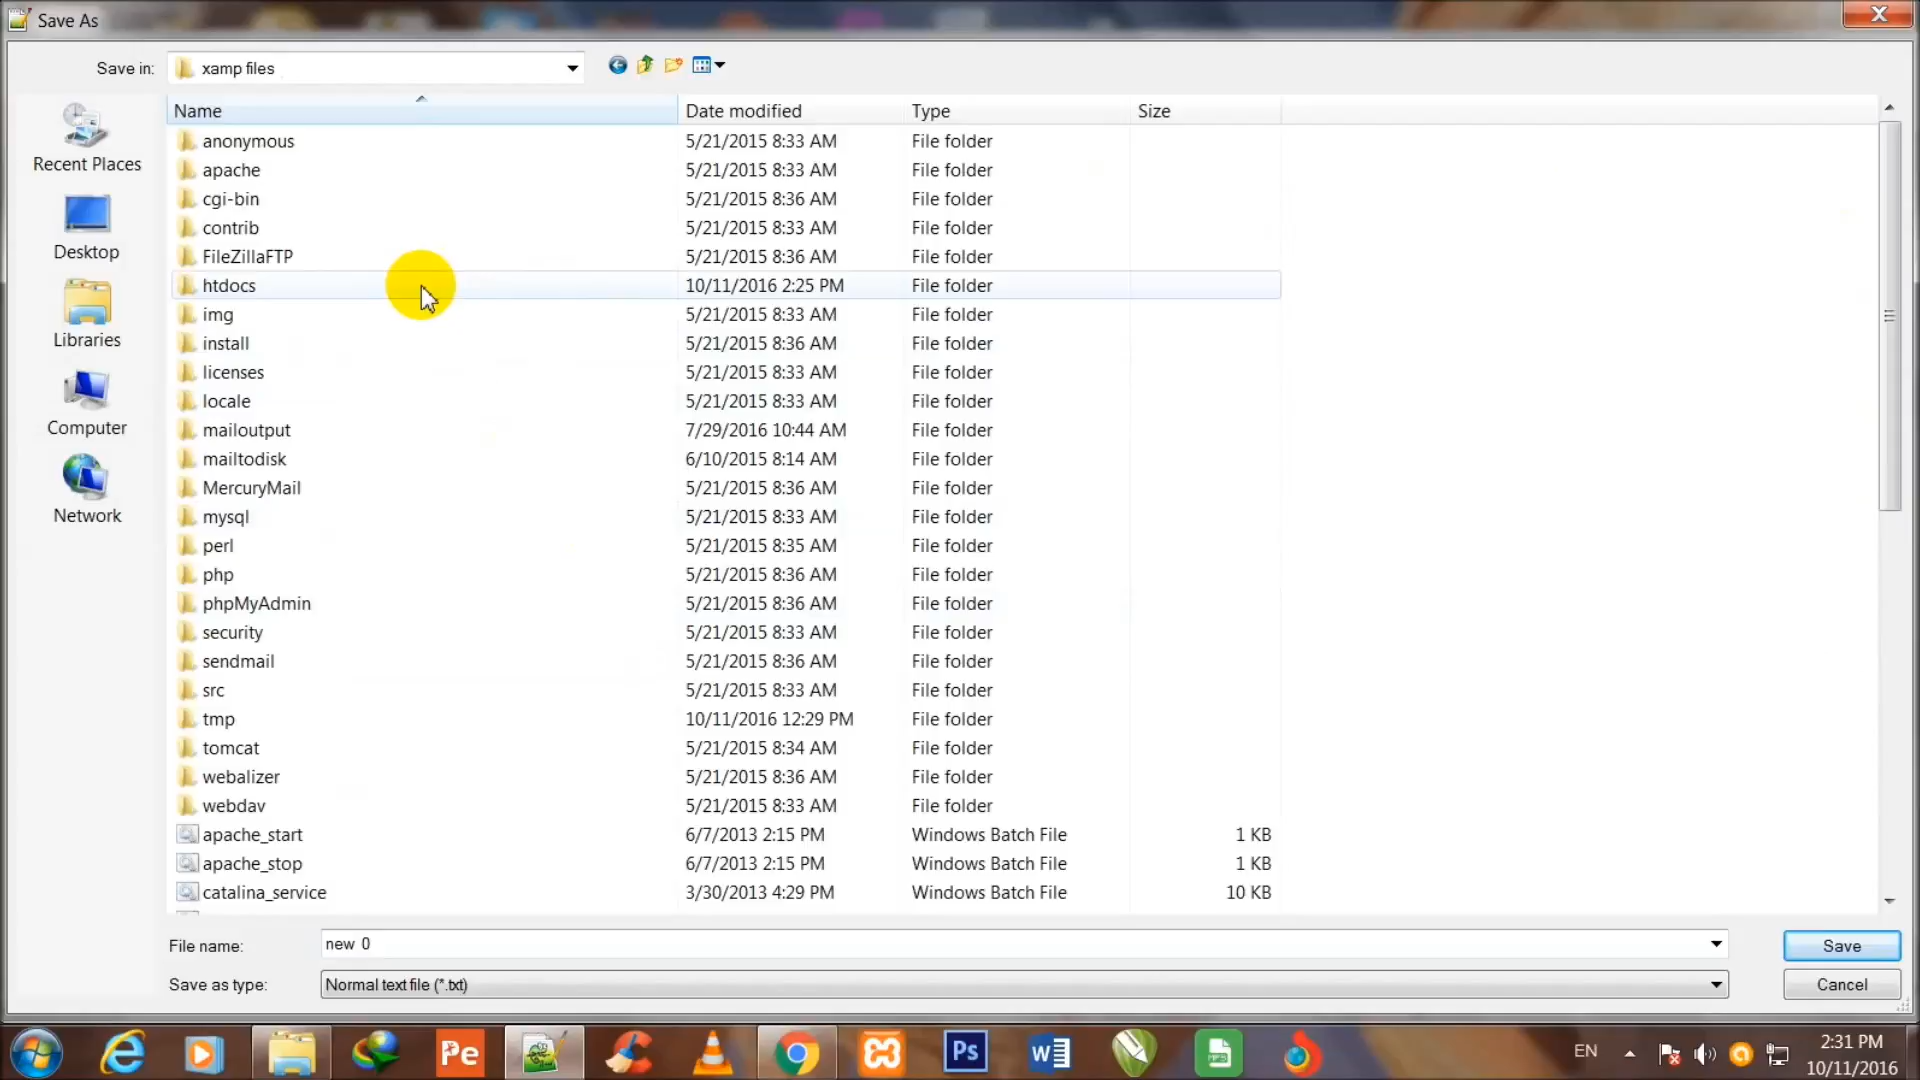 Save As
Save in: xamp files
Name Date modified Type Size
anonymous 5/21/2015 8:33 AM File folder
apache 5/21/2015 8:33 AM File folder
cgi-bin 5/21/2015 8:36 AM File folder
contrib 5/21/2015 8:33 AM File folder
FileZillaFTP 5/21/2015 8:36 AM File folder
htdocs 10/11/2016 2:25 PM File folder
img 5/21/2015 8:33 AM File folder
install 5/21/2015 8:36 AM File folder
licenses 5/21/2015 8:33 AM File folder
locale 5/21/2015 8:33 AM File folder
mailoutput 7/29/2016 10:44 AM File folder
mailtodisk 6/10/2015 8:14 AM File folder
MercuryMail 5/21/2015 8:36 AM File folder
mysql 5/21/2015 8:33 AM File folder
perl 5/21/2015 8:35 AM File folder
php 5/21/2015 8:36 AM File folder
phpMyAdmin 5/21/2015 8:36 AM File folder
security 5/21/2015 8:33 AM File folder
sendmail 5/21/2015 8:36 AM File folder
src 5/21/2015 8:33 AM File folder
tmp 10/11/2016 12:29 PM File folder
tomcat 5/21/2015 8:34 AM File folder
webalizer 5/21/2015 8:36 AM File folder
webdav 5/21/2015 8:33 AM File folder
apache_start 6/7/2013 2:15 PM Windows Batch File 1 KB
apache_stop 6/7/2013 2:15 PM Windows Batch File 1 KB
catalina_service 3/30/2013 4:29 PM Windows Batch File 10 KB
Recent Places
Desktop
Libraries
Computer
Network
File name: new 0 Save
Save as type: Normal text file (*.txt) Cancel
Pe
Ps
W
MP3
EN
2:31 PM
10/11/2016